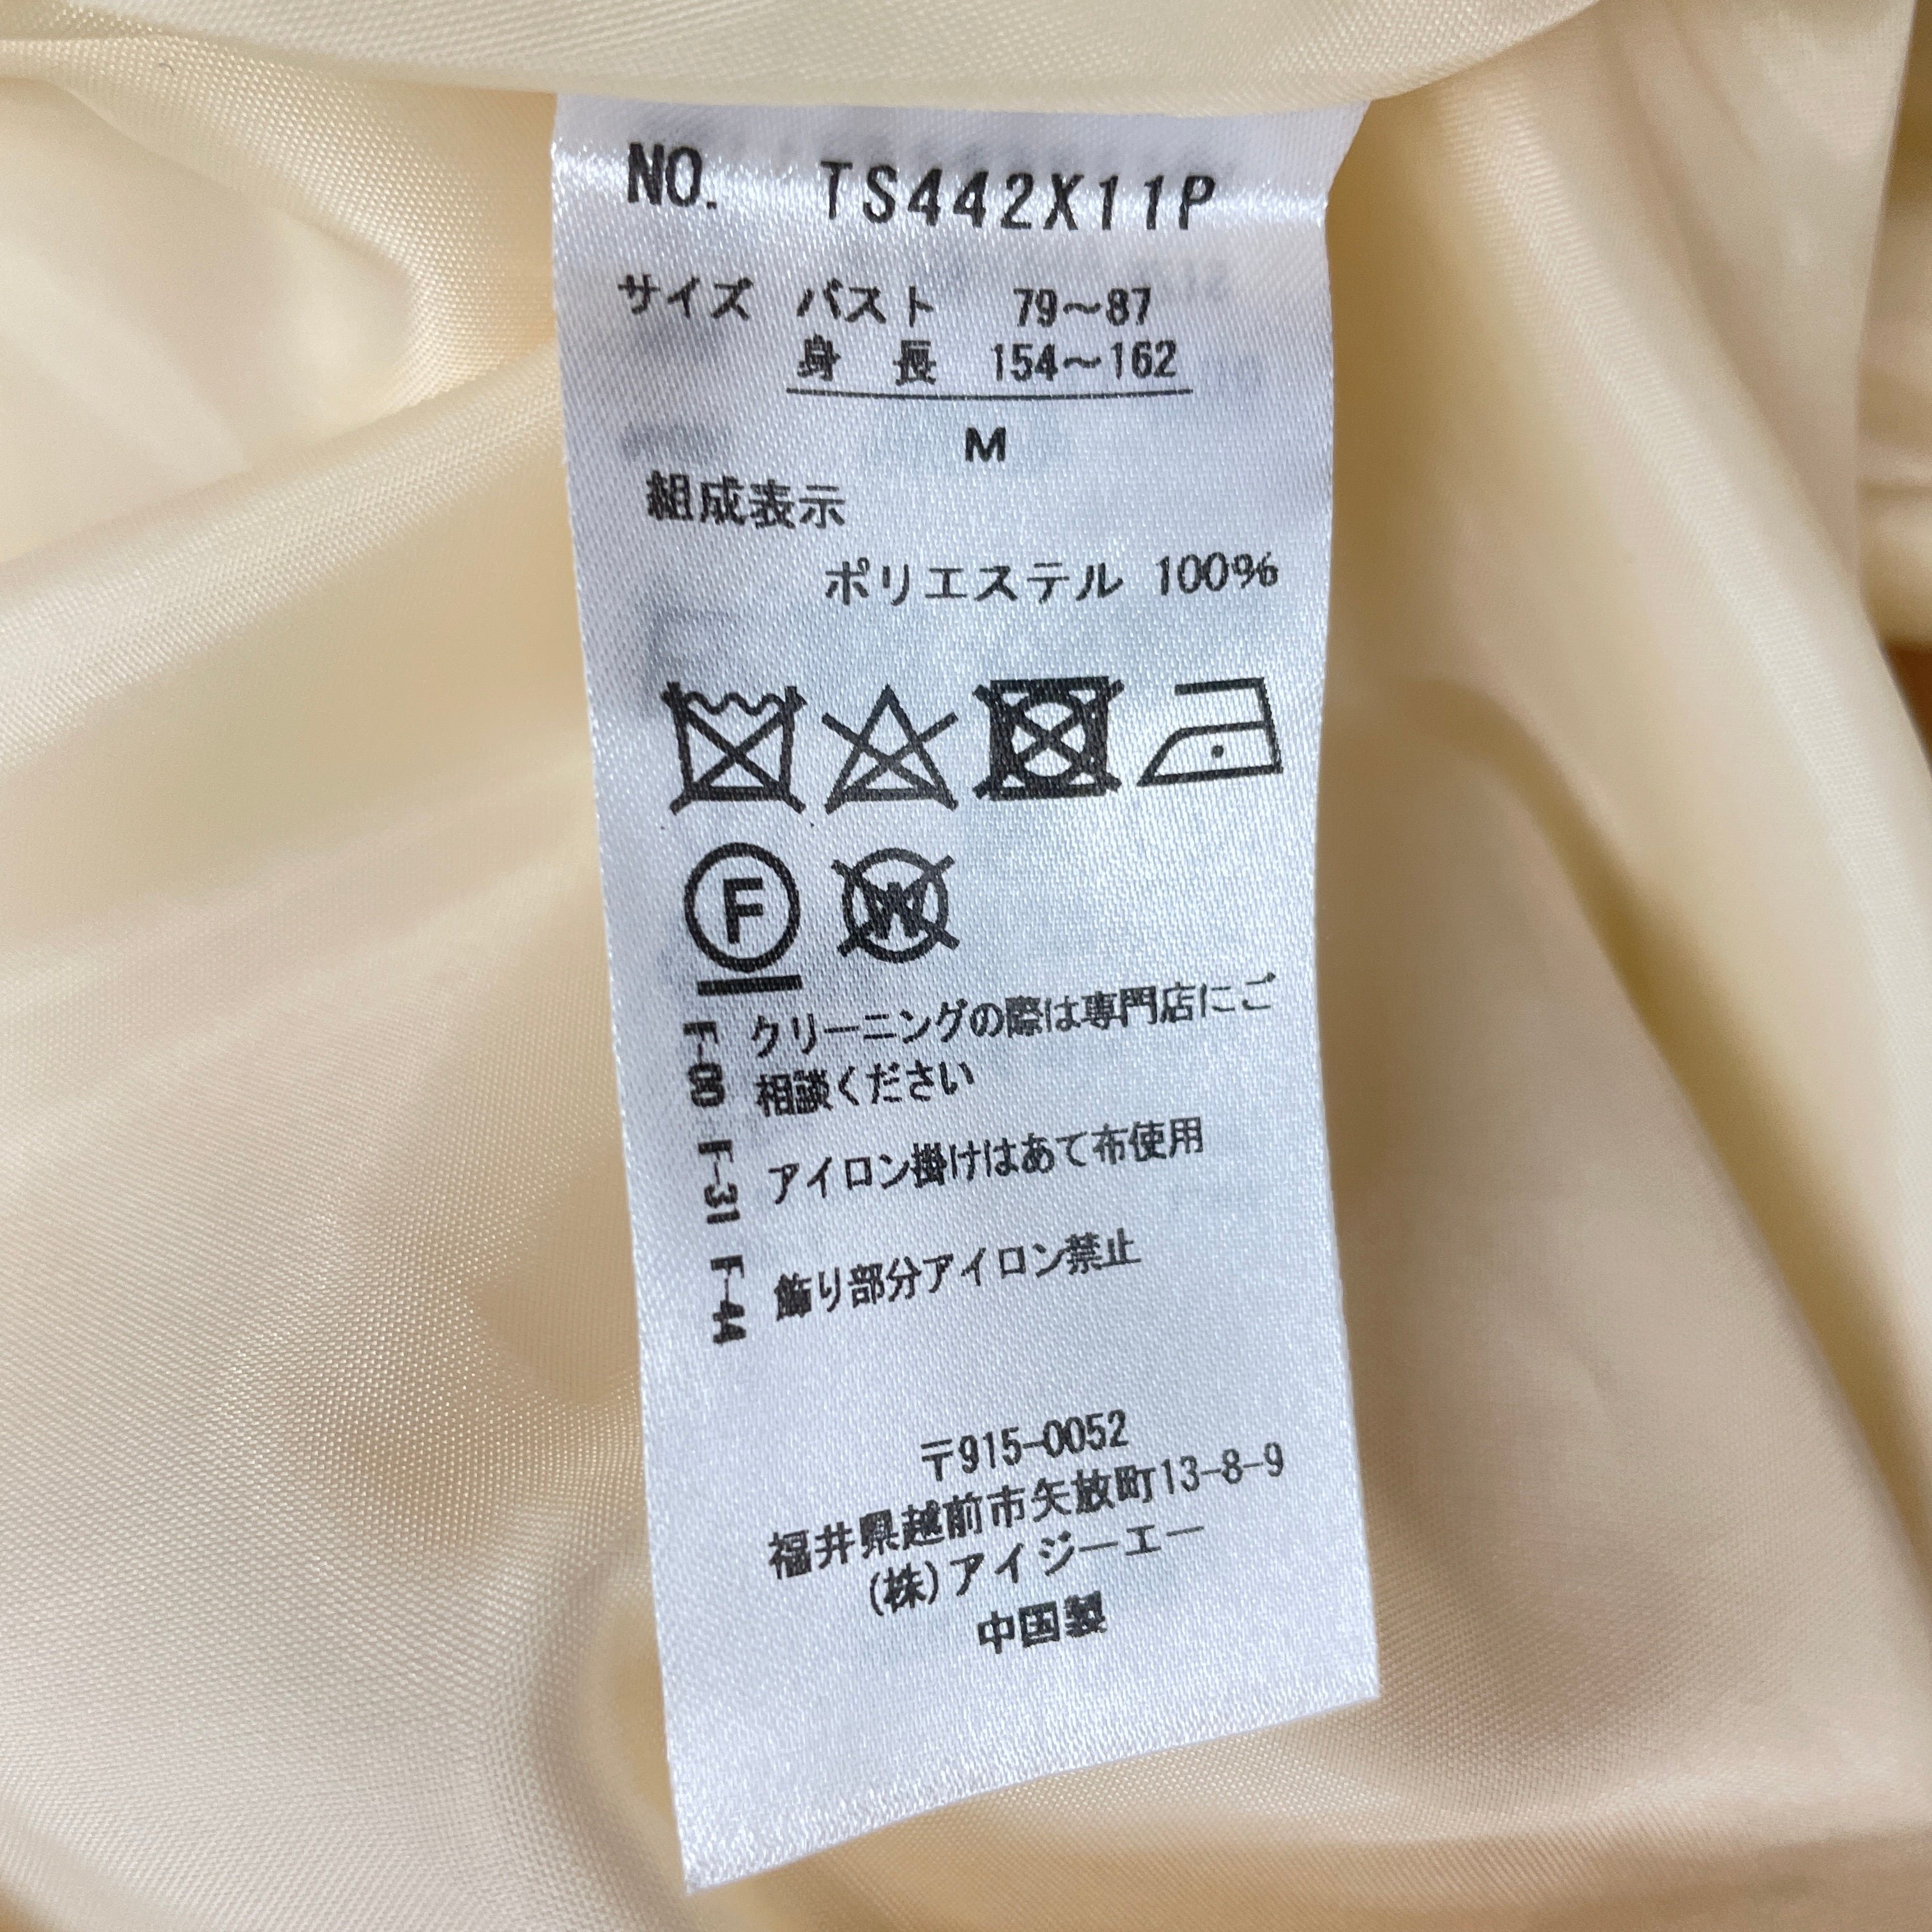 NO. TS442X11P
サイズ バスト 79〜87
身 長 154〜162
M
組成表示
ポリエステル 100%
F
W
F-00 クリーニングの際は専門店にご
相談ください
F-31 アイロン掛けはあて布使用
F-44 飾り部分アイロン禁止
〒915-0052
福井県越前市矢放町13-8-9
(株)アイジーエー
中国製